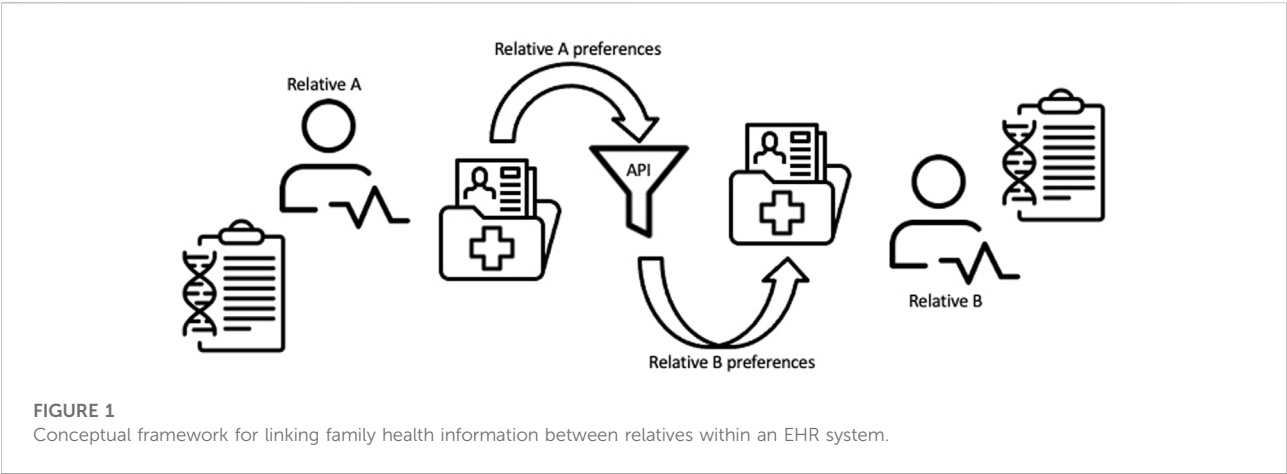 Relative A preferences
Relative A
API
Relative B
Relative B preferences
FIGURE 1
Conceptual framework for linking family health information between relatives within an EHR system.